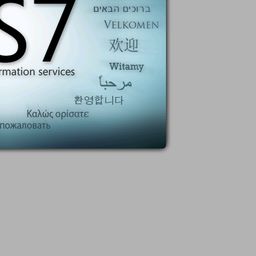 ברוכים הבאים
S7
VELKOMEN
欢迎
rmation services
Witamy
مرحباً
환영합니다
Καλώς ορίσατε
пожаловать